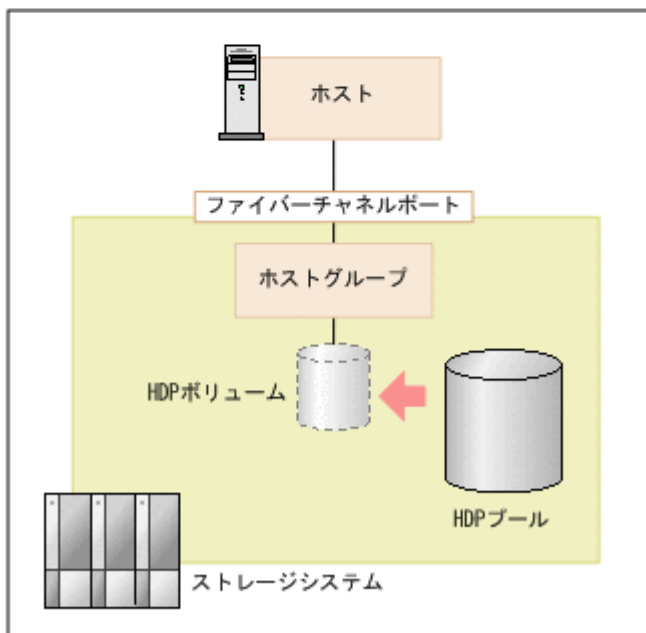 ホスト
ファイバーチャネルポート
ホストグループ
HDPボリューム
HDPプール
ストレージシステム